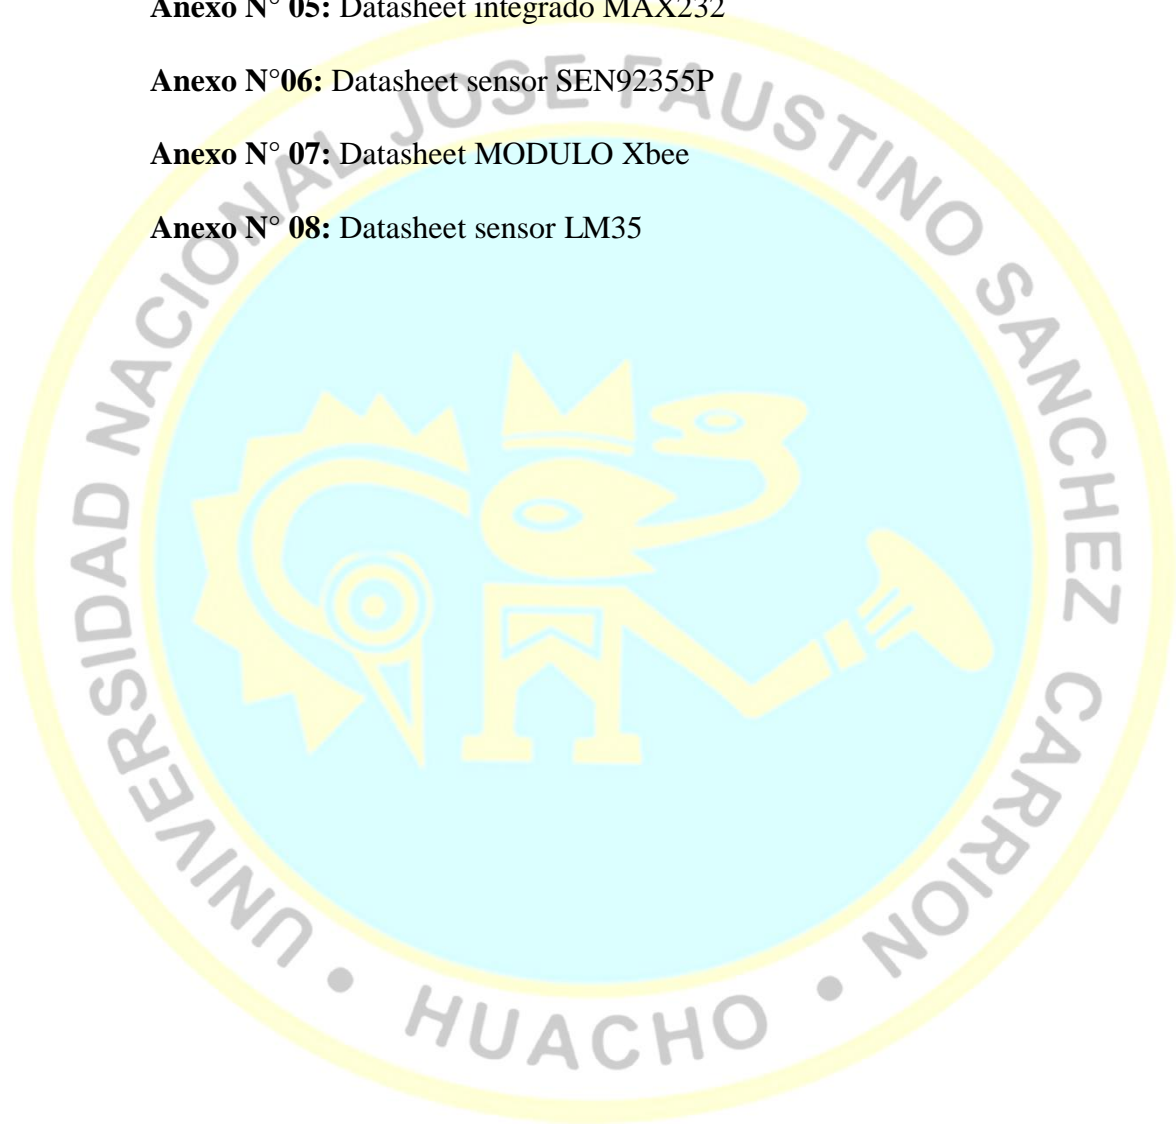 Anexo N° 05: Datasheet integrado MAX232
Anexo N°06: Datasheet sensor SEN92355P
Anexo N° 07: Datasheet MODULO Xbee
Anexo N° 08: Datasheet sensor LM35
UNIVERSIDAD NACIONAL JOSE FAUSTINO SANCHEZ CARRION • HUACHO •